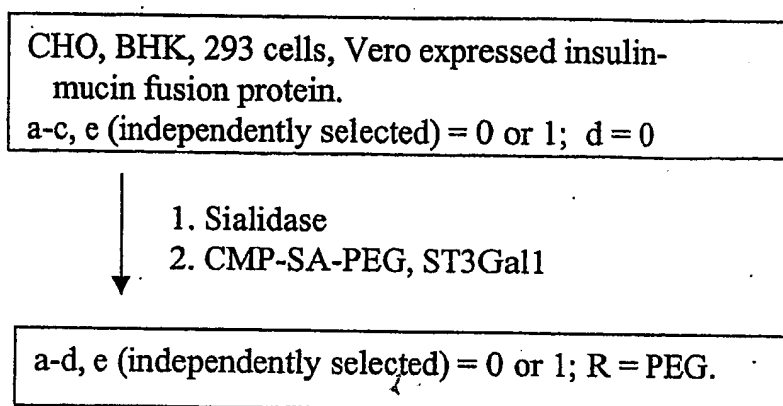 CHO, BHK, 293 cells, Vero expressed insulin-
mucin fusion protein.
a-c, e (independently selected) = 0 or 1; d = 0
1. Sialidase
2. CMP-SA-PEG, ST3Gal1
a-d, e (independently selected) = 0 or 1; R = PEG.